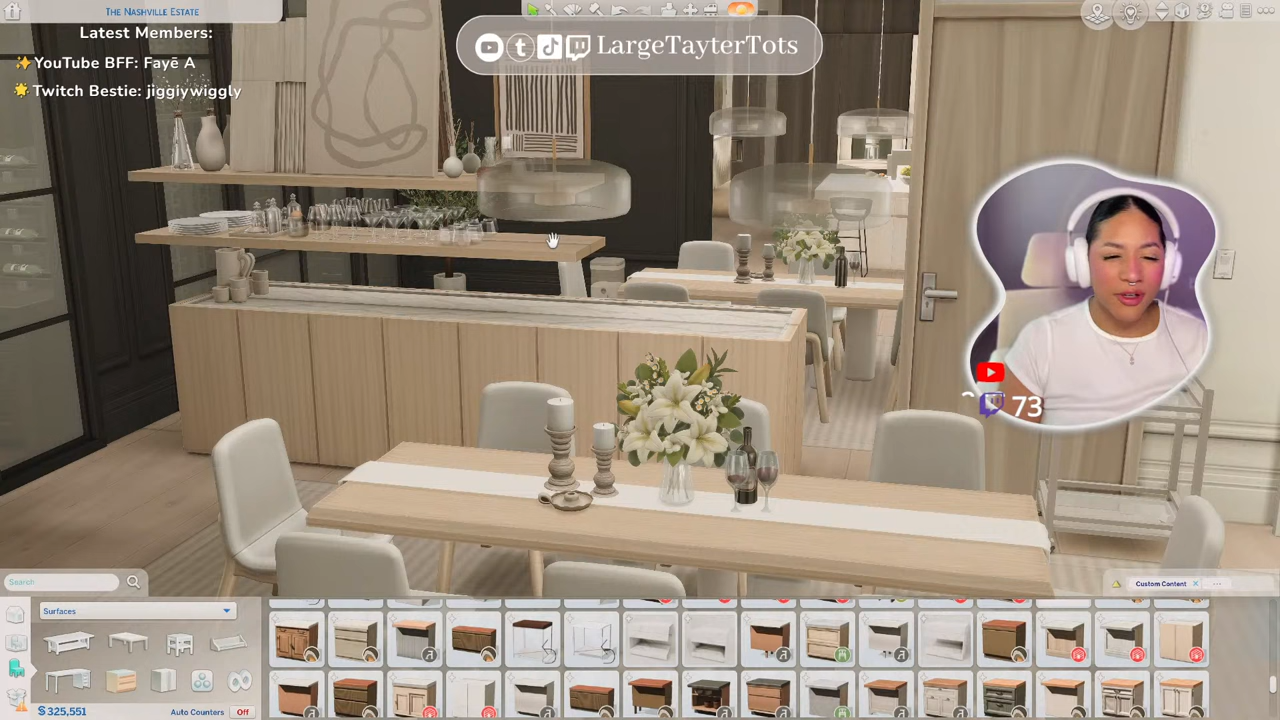 THE NASHVILLE ESTATE
Latest Members:
YouTube BFF: Fayē A
Twitch Bestie: jiggiywiggly
LargeTayterTots
73
Custom Content
Search
Surfaces
$325,551
Auto Counters Off